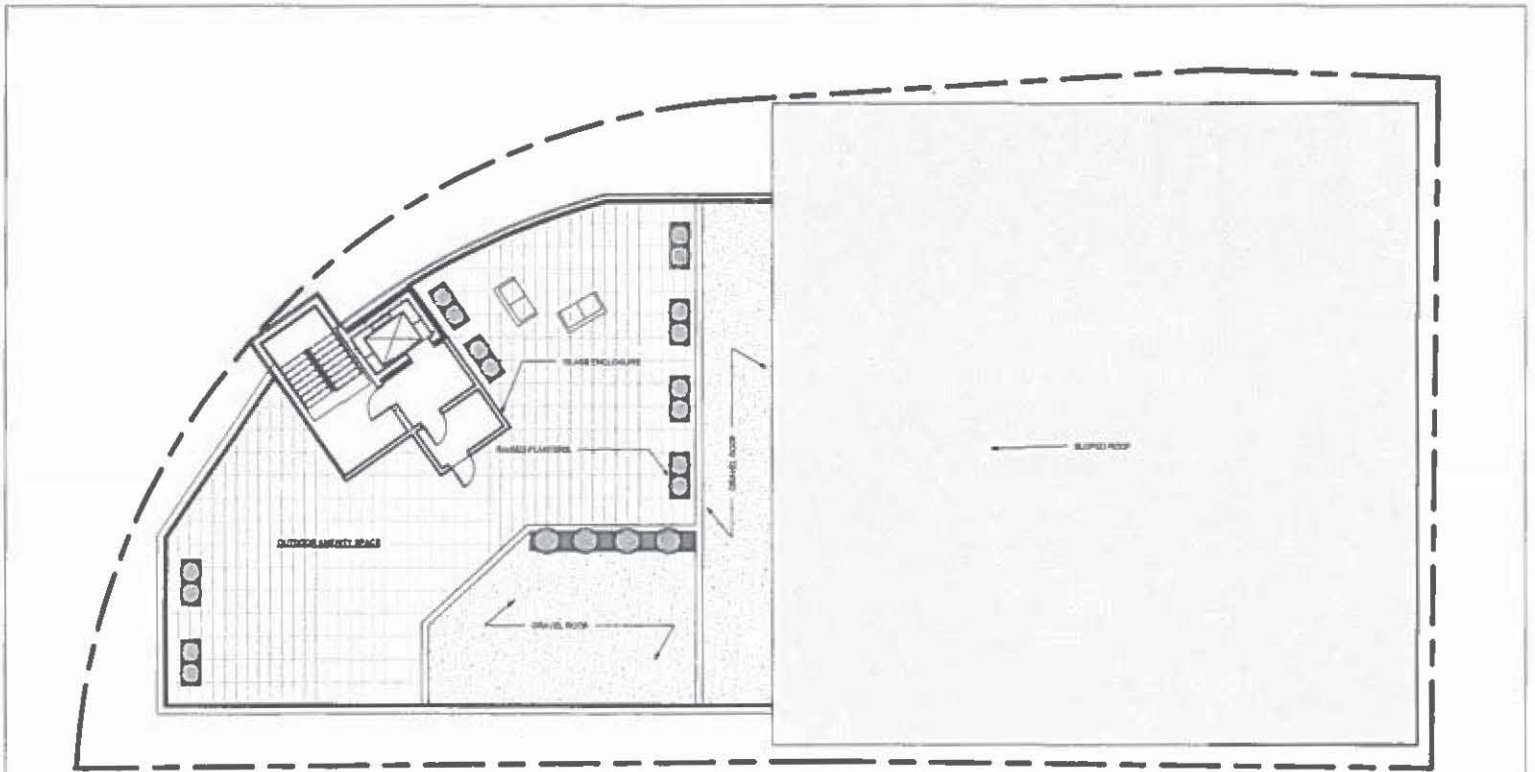 GLASS ENCLOSURE
RAISED PLANTERS
GRAVEL ROOF
SLOPED ROOF
OUTDOOR AMENITY SPACE
GRAVEL ROOF